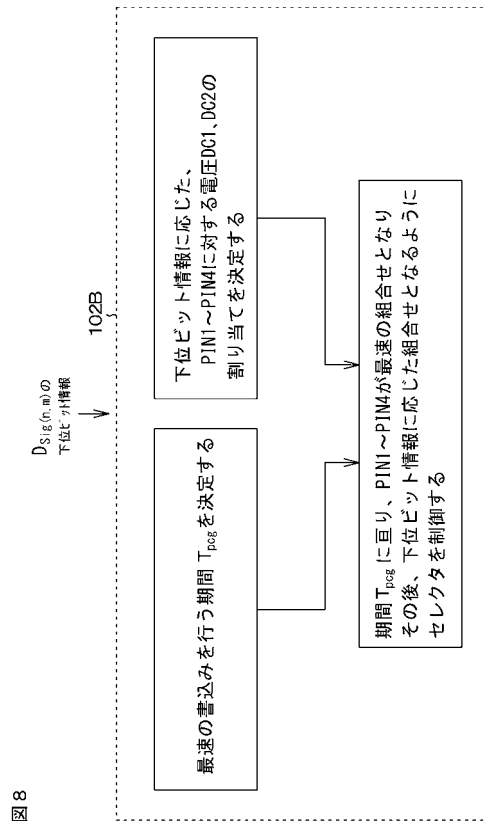 図8
D_Sig(n,m)の
下位ビット情報
102B
最速の書込みを行う期間 T_pcgを決定する
下位ビット情報に応じた、
PIN1～PIN4に対する電圧DC1、DC2の
割り当てを決定する
期間 T_pcgに亘り、PIN1～PIN4が最速の組合せとなり
その後、下位ビット情報に応じた組合せとなるように
セレクタを制御する